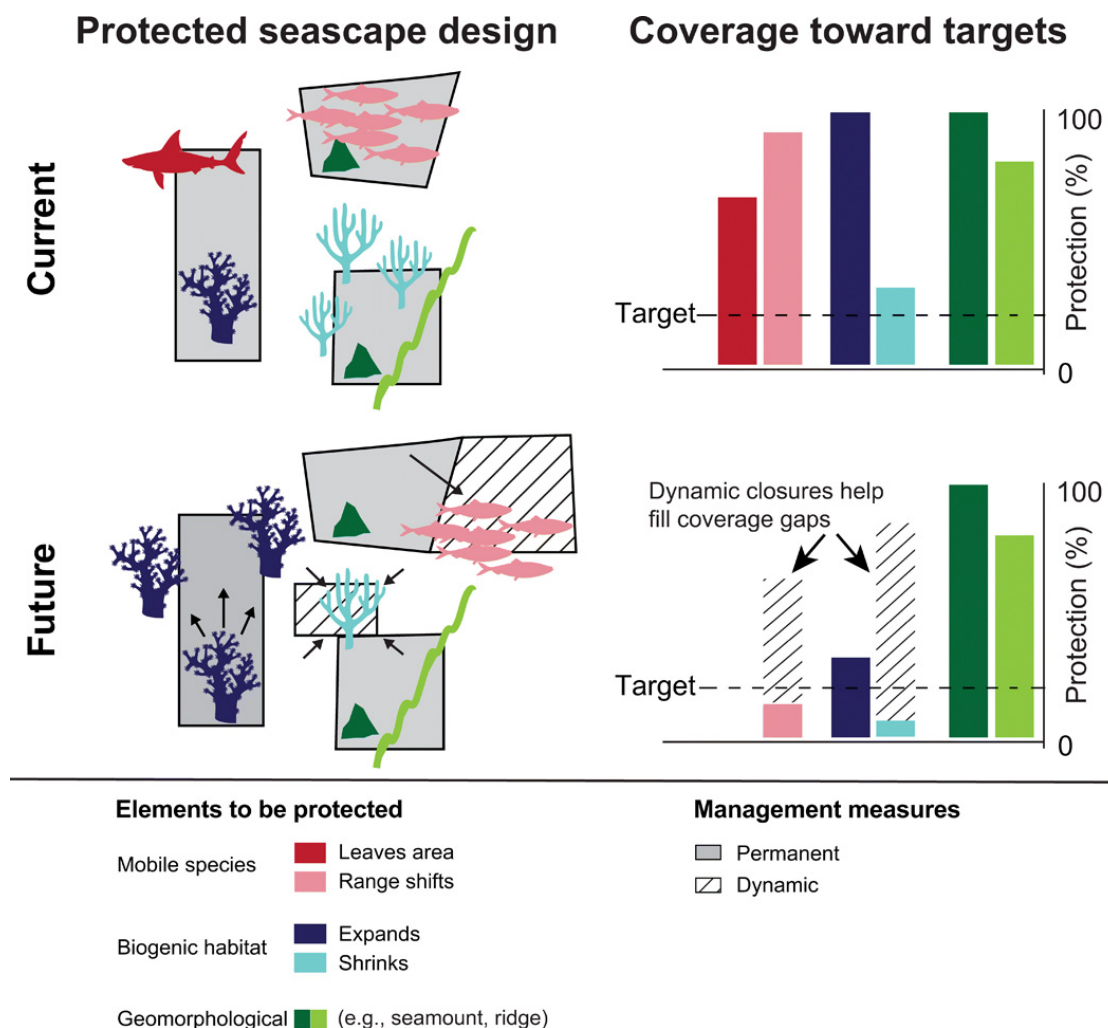 Protected seascape design
Coverage toward targets
Current
100
Protection (%)
Target
0
Future
Dynamic closures help
fill coverage gaps
100
Protection (%)
Target
0
Elements to be protected
Management measures
Mobile species
Leaves area
Range shifts
Permanent
Dynamic
Biogenic habitat
Expands
Shrinks
Geomorphological
(e.g., seamount, ridge)